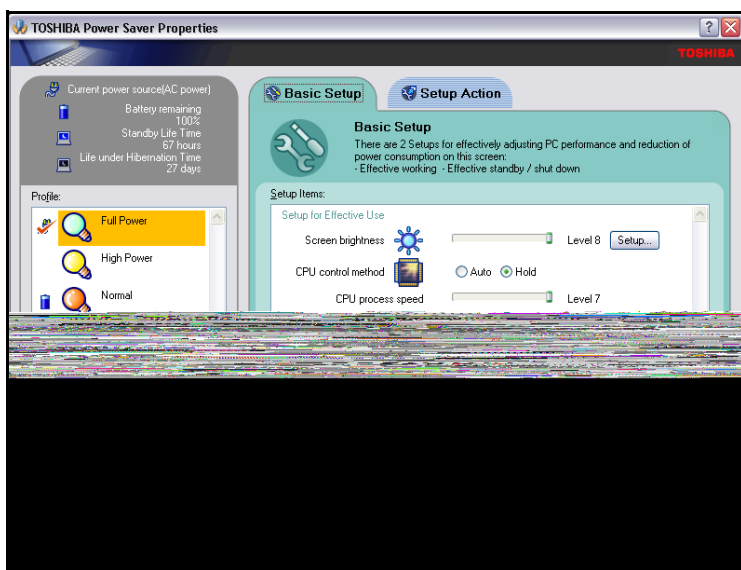 TOSHIBA Power Saver Properties
TOSHIBA
Current power source(AC power)
Battery remaining
100%
Standby Life Time
67 hours
Life under Hibernation Time
27 days
Profile:
Full Power
High Power
Normal
Basic Setup
Setup Action
Basic Setup
There are 2 Setups for effectively adjusting PC performance and reduction of
power consumption on this screen:
- Effective working - Effective standby / shut down
Setup Items:
Setup for Effective Use
Screen brightness
Level 8
Setup...
CPU control method
Auto
Hold
CPU process speed
Level 7